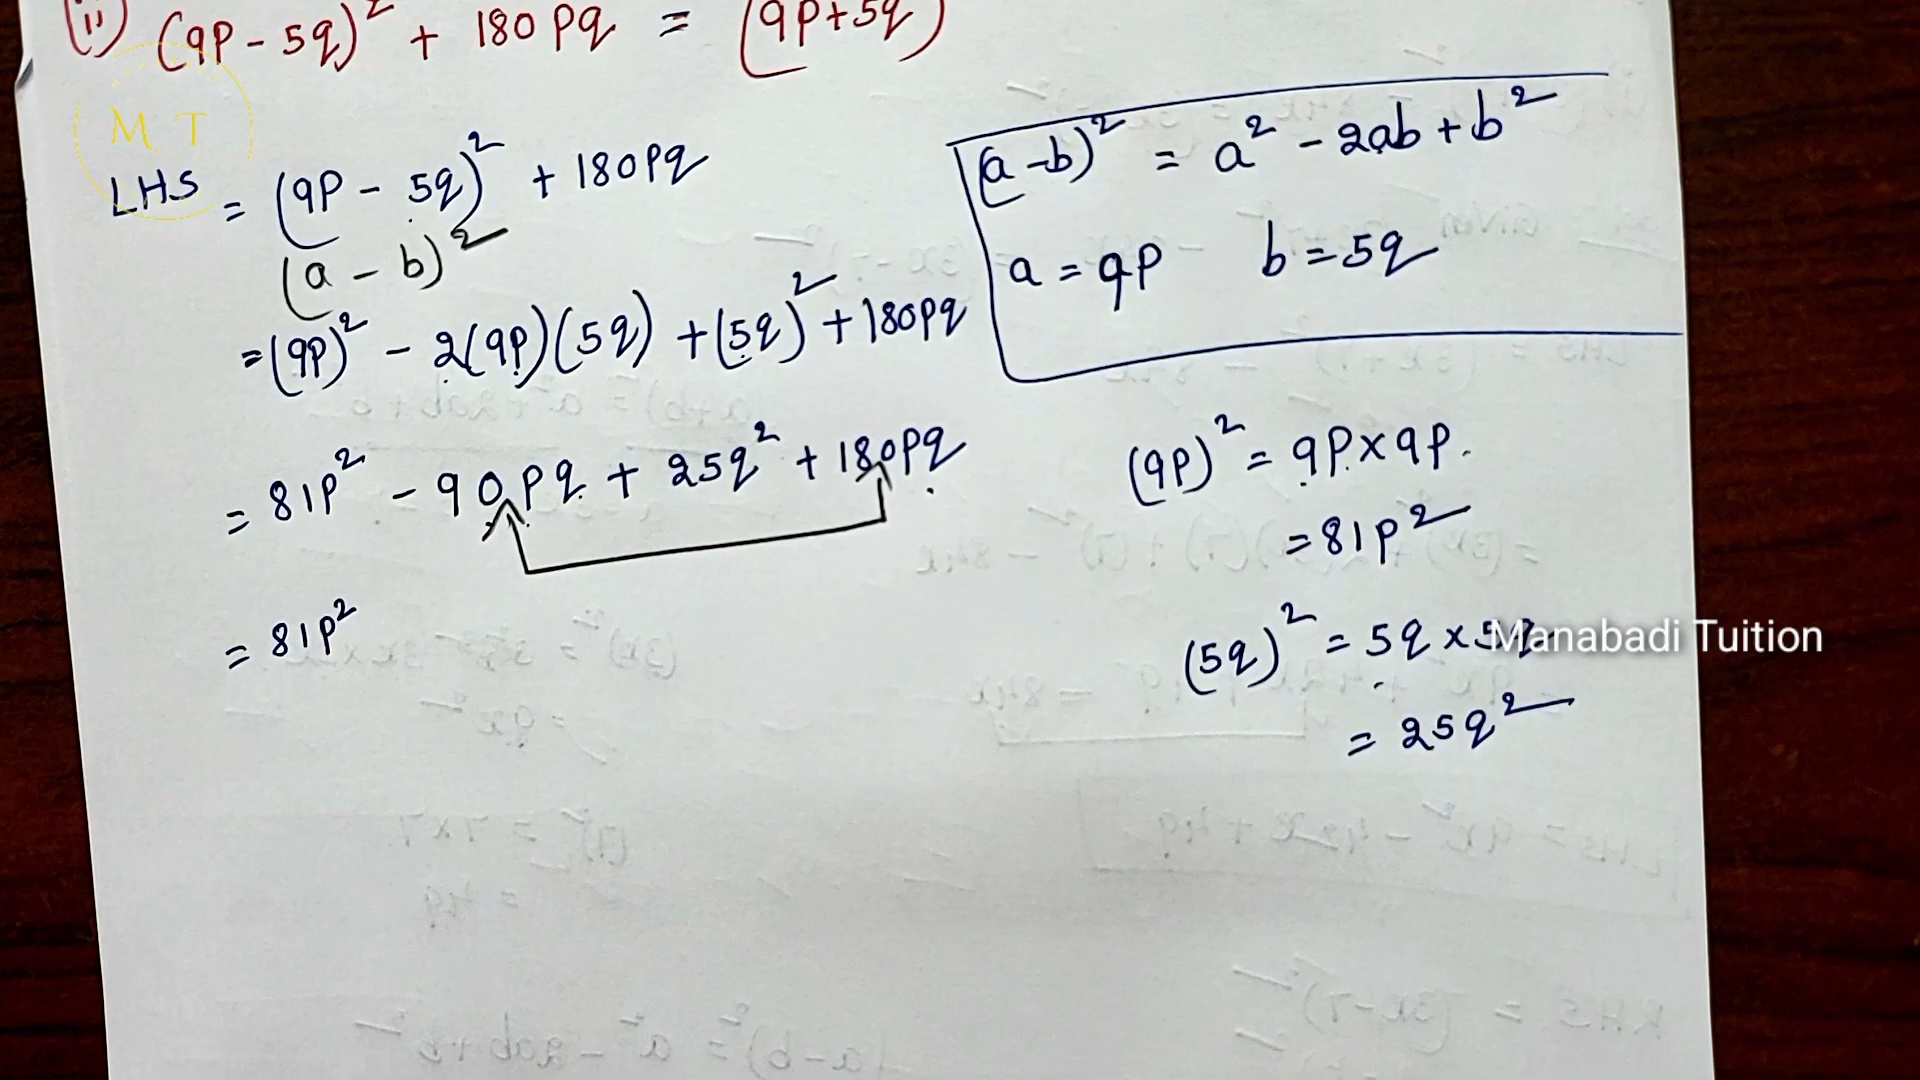 ii) (9p - 5q)² + 180pq = (9p+5q)
M T
LHS = (9p - 5q)² + 180pq
(a - b)²
= (9p)² - 2(9p)(5q) + (5q)² + 180pq
= 81p² - 90pq + 25q² + 180pq
= 81p²
(a-b)² = a² - 2ab + b²
a = 9p b = 5q
(9p)² = 9p × 9p.
= 81p²
(5q)² = 5q × 5q
= 25q²
Manabadi Tuition